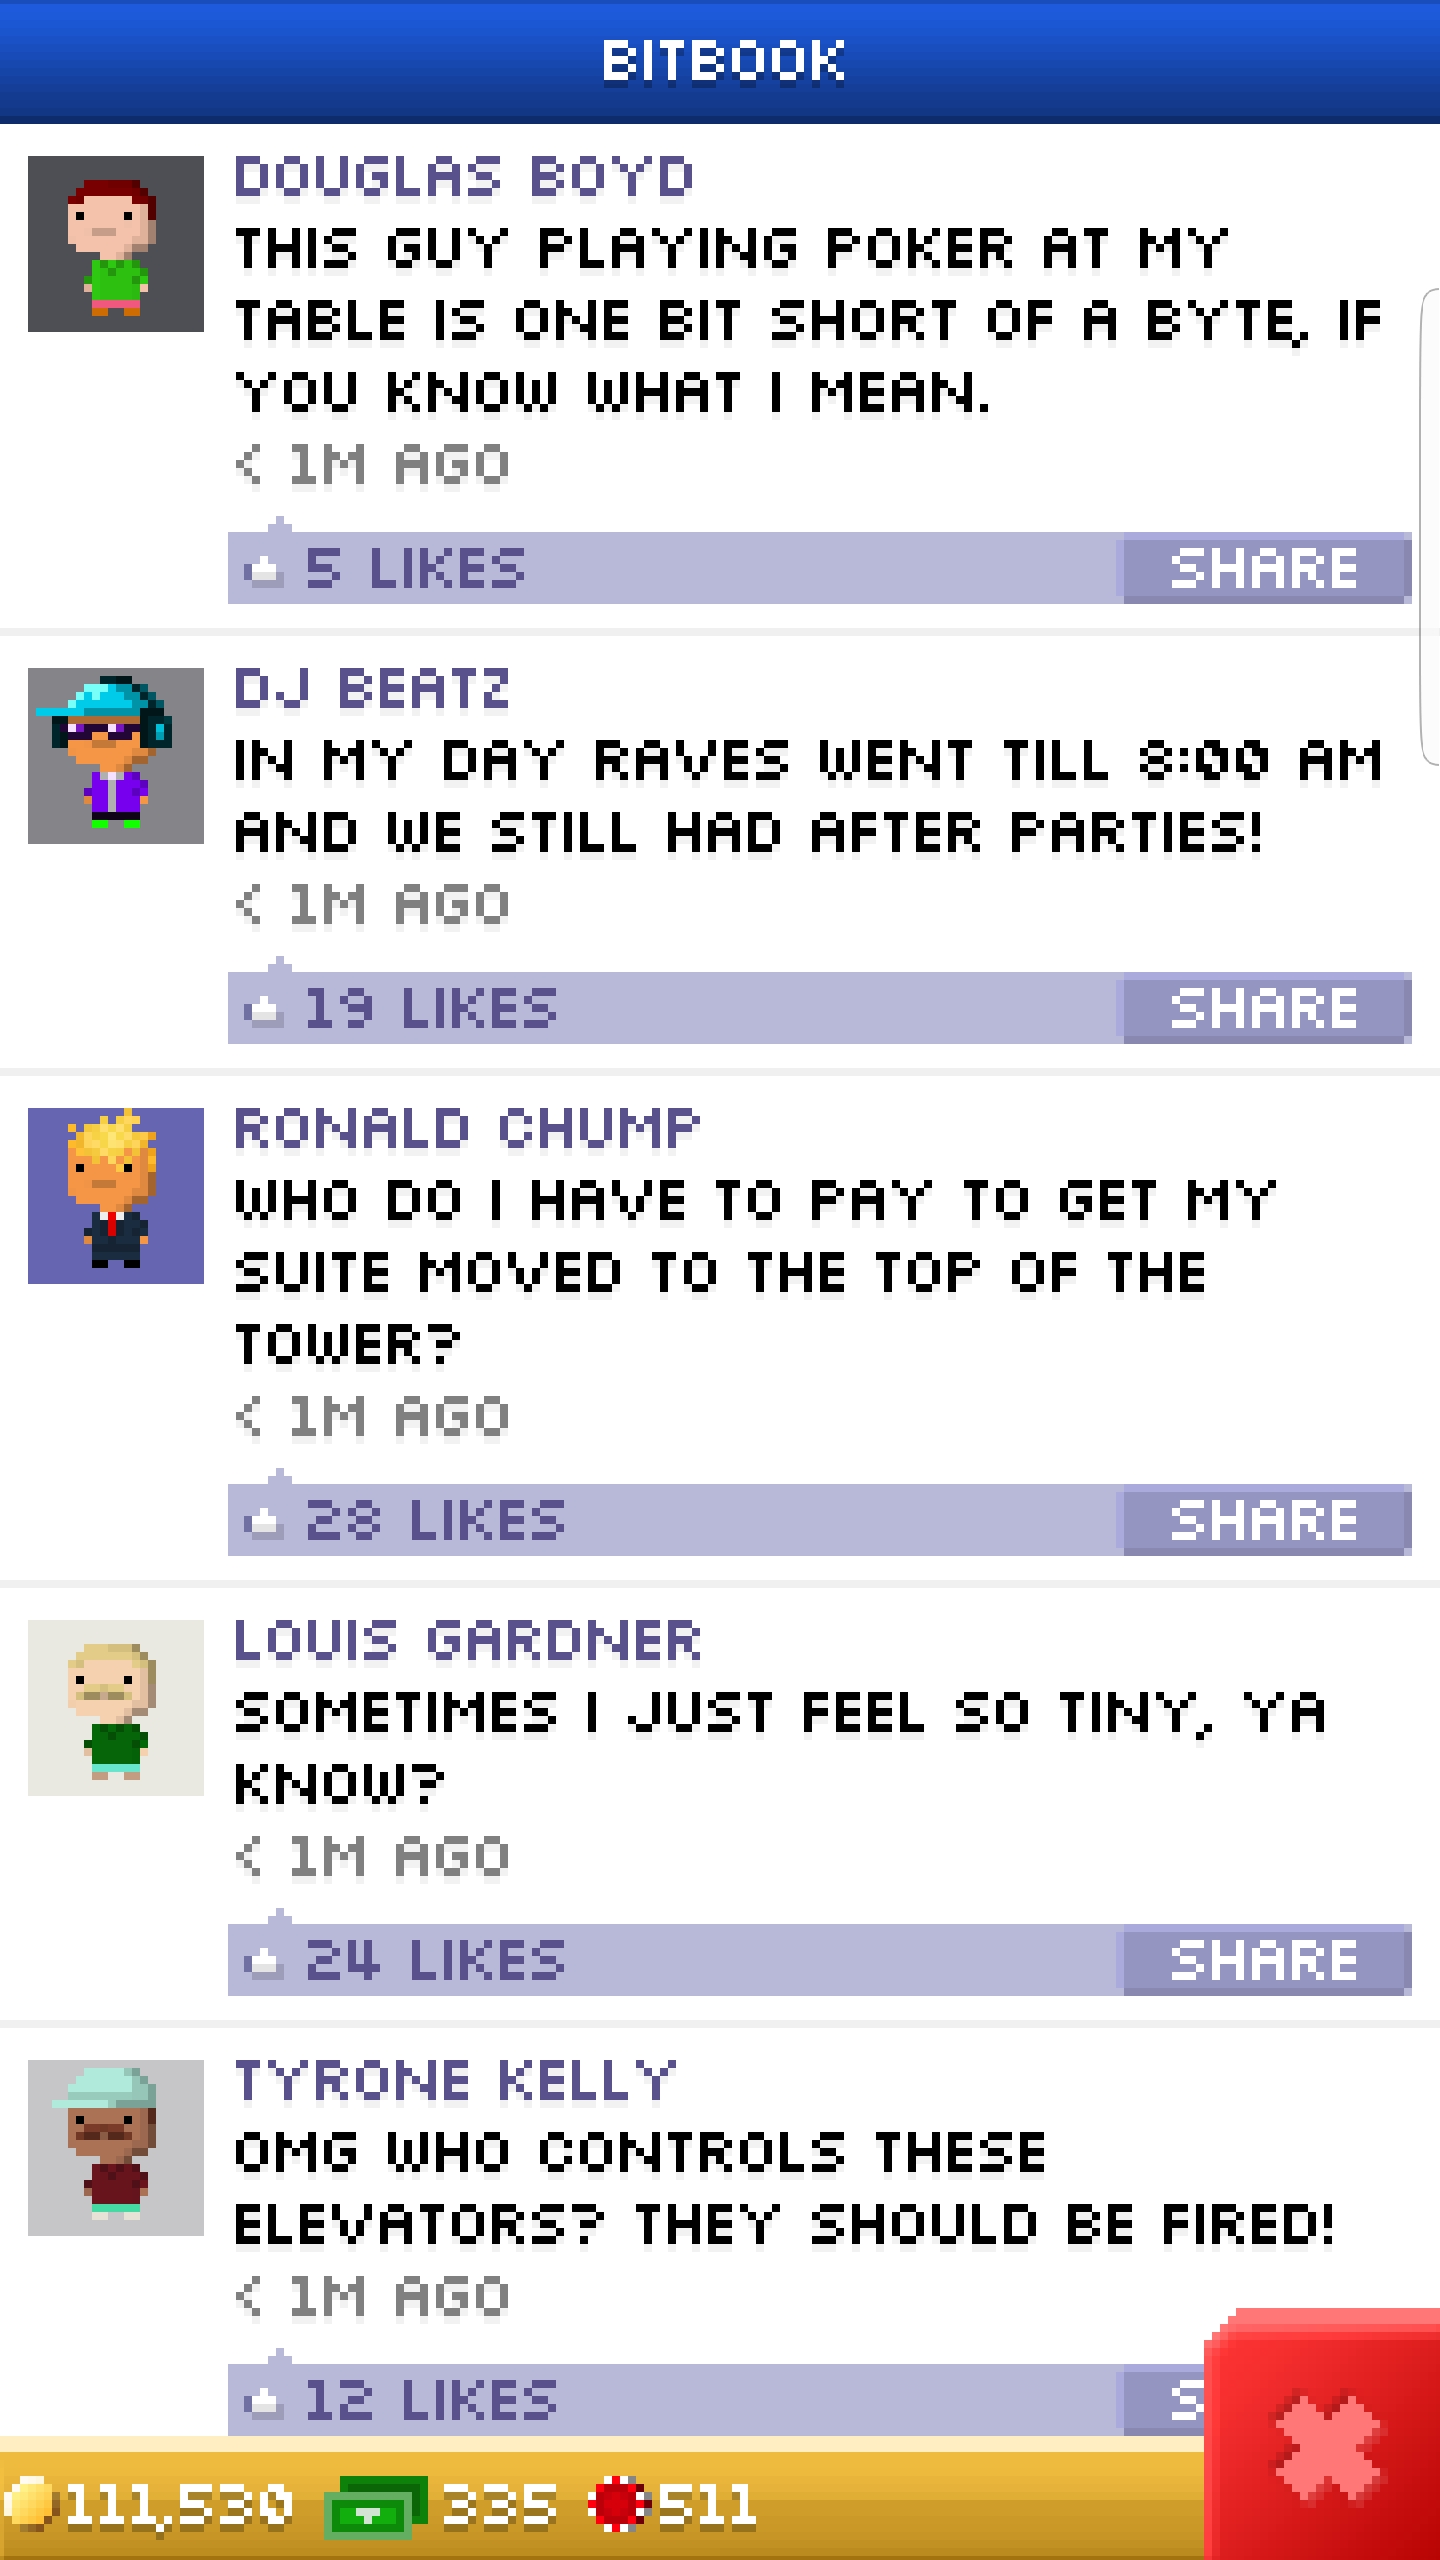 BITBOOK
DOUGLAS BOYD
THIS GUY PLAYING POKER AT MY
TABLE IS ONE BIT SHORT OF A BYTE, IF
YOU KNOW WHAT I MEAN.
< 1M AGO
5 LIKES SHARE
DJ BEATZ
IN MY DAY RAVES WENT TILL 8:00 AM
AND WE STILL HAD AFTER PARTIES!
< 1M AGO
19 LIKES SHARE
RONALD CHUMP
WHO DO I HAVE TO PAY TO GET MY
SUITE MOVED TO THE TOP OF THE
TOWER?
< 1M AGO
28 LIKES SHARE
LOUIS GARDNER
SOMETIMES I JUST FEEL SO TINY, YA
KNOW?
< 1M AGO
24 LIKES SHARE
TYRONE KELLY
OMG WHO CONTROLS THESE
ELEVATORS? THEY SHOULD BE FIRED!
< 1M AGO
12 LIKES S
111,530 335 511